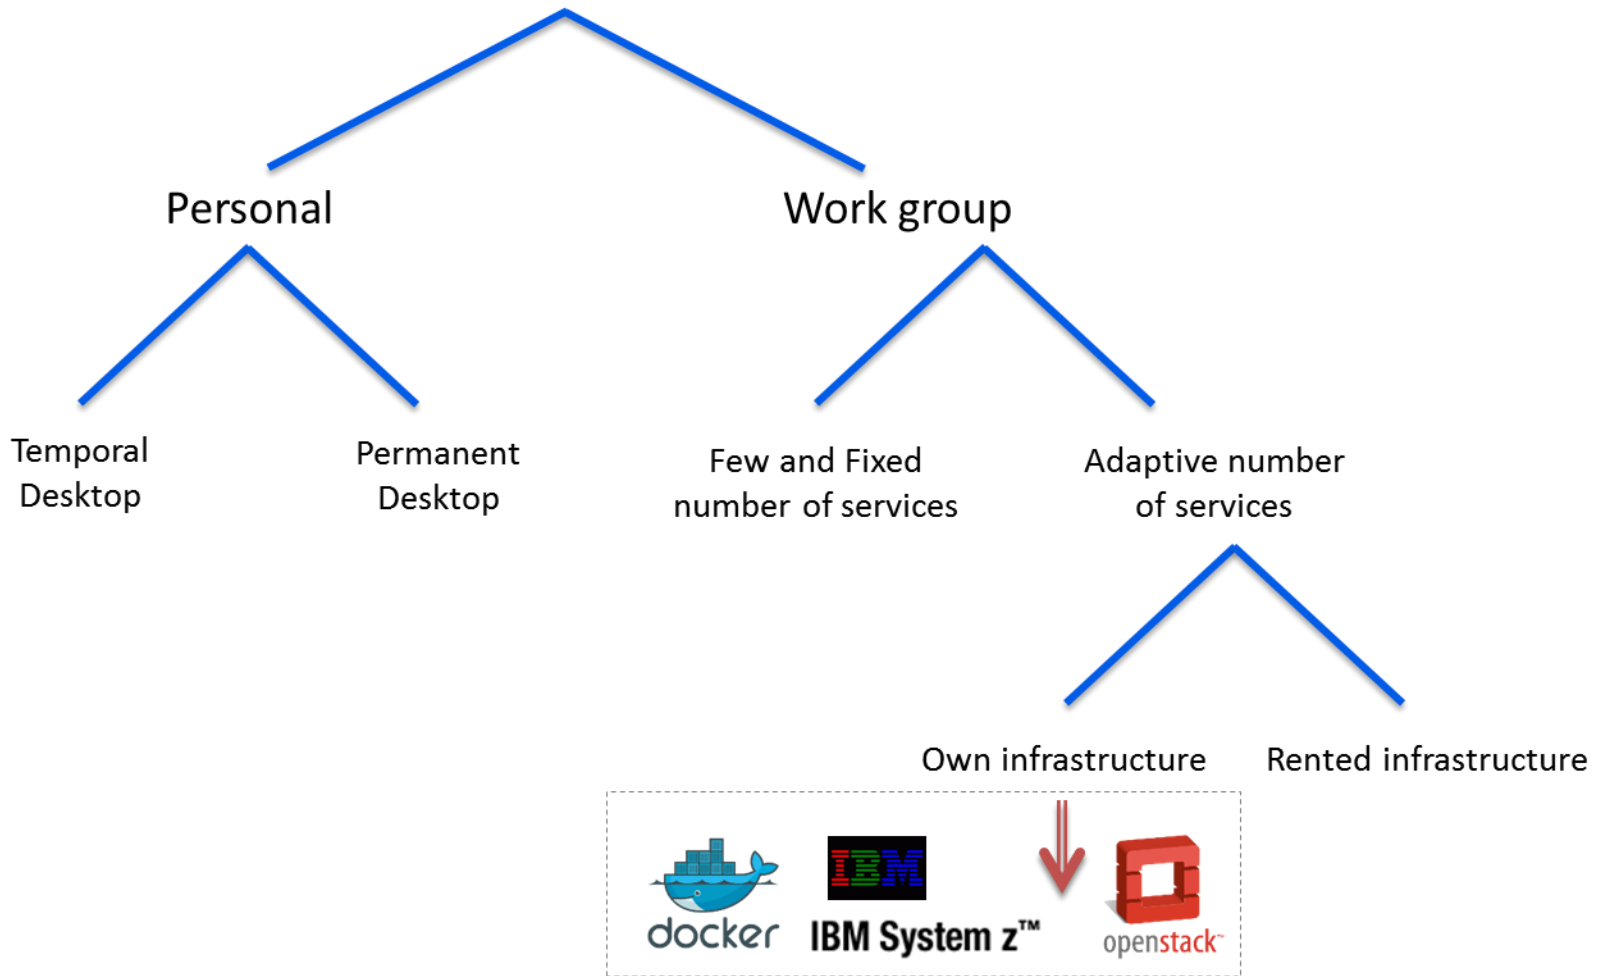 Personal
Work group
Temporal
Desktop
Permanent
Desktop
Few and Fixed
number of services
Adaptive number
of services
Own infrastructure
Rented infrastructure
docker
IBM
IBM System z™
openstack™